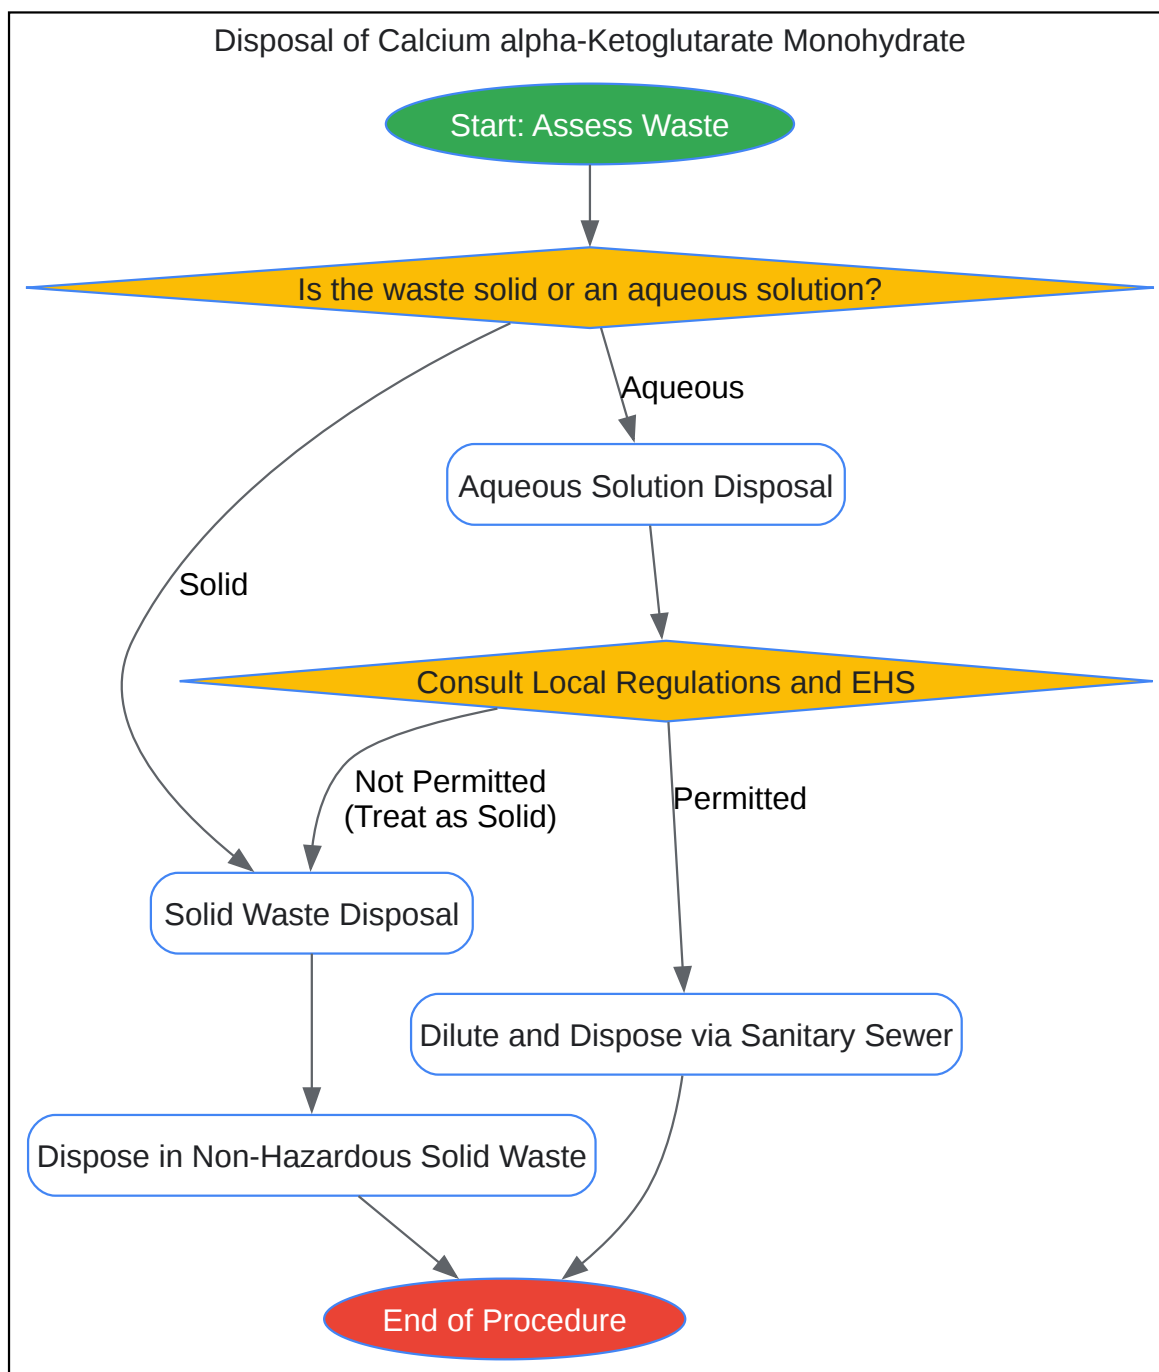 Disposal of Calcium alpha-Ketoglutarate Monohydrate
Start: Assess Waste
Is the waste solid or an aqueous solution?
Aqueous
Aqueous Solution Disposal
Solid
Consult Local Regulations and EHS
Not Permitted
(Treat as Solid)
Permitted
Solid Waste Disposal
Dilute and Dispose via Sanitary Sewer
Dispose in Non-Hazardous Solid Waste
End of Procedure